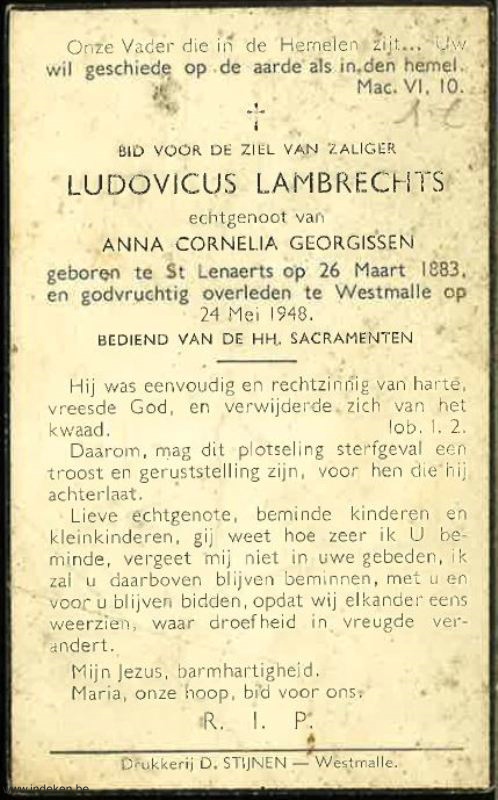 Onze Vader die in de Hemelen zijt... Uw
wil geschiede op de aarde als in den hemel.
Mac. VI, 10.
BID VOOR DE ZIEL VAN ZALIGER
LUDOVICUS LAMBRECHTS
echtgenoot van
ANNA CORNELIA GEORGISSEN
geboren te St Lenaerts op 26 Maart 1883,
en godvruchtig overleden te Westmalle op
24 Mei 1948.
BEDIEND VAN DE HH. SACRAMENTEN
Hij was eenvoudig en rechtzinnig van harte,
vreesde God, en verwijderde zich van het
kwaad. Iob. I. 2.
Daarom, mag dit plotseling sterfgeval een
troost en geruststelling zijn, voor hen die hij
achterlaat.
Lieve echtgenote, beminde kinderen en
kleinkinderen, gij weet hoe zeer ik U be-
minde, vergeet mij niet in uwe gebeden, ik
zal u daarboven blijven beminnen, met u en
voor u blijven bidden, opdat wij elkander eens
weerzien, waar droefheid in vreugde ver-
andert.
Mijn Jezus, barmhartigheid.
Maria, onze hoop, bid voor ons.
R. I. P.
Drukkerij D. STIJNEN — Westmalle.
www.indeken.be